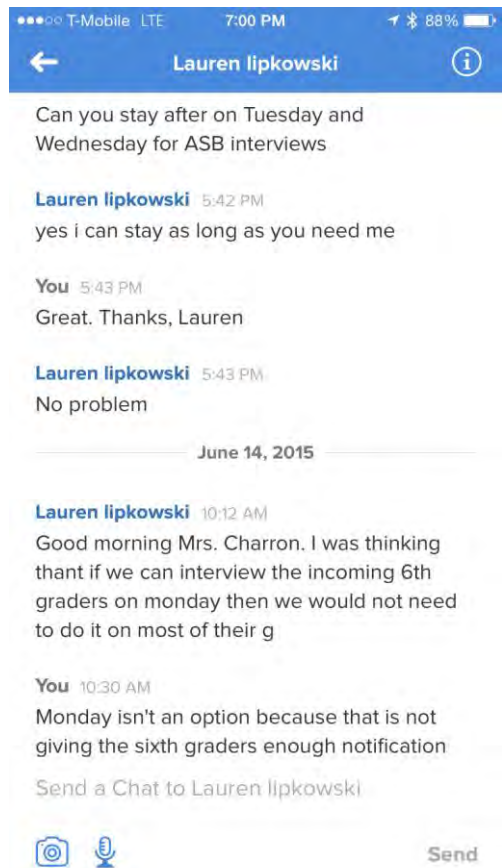 T-Mobile LTE 7:00 PM 88%
Lauren lipkowski
Can you stay after on Tuesday and
Wednesday for ASB interviews
Lauren lipkowski 5:42 PM
yes i can stay as long as you need me
You 5:43 PM
Great. Thanks, Lauren
Lauren lipkowski 5:43 PM
No problem
June 14, 2015
Lauren lipkowski 10:12 AM
Good morning Mrs. Charron. I was thinking
thant if we can interview the incoming 6th
graders on monday then we would not need
to do it on most of their g
You 10:30 AM
Monday isn't an option because that is not
giving the sixth graders enough notification
Send a Chat to Lauren lipkowski
Send